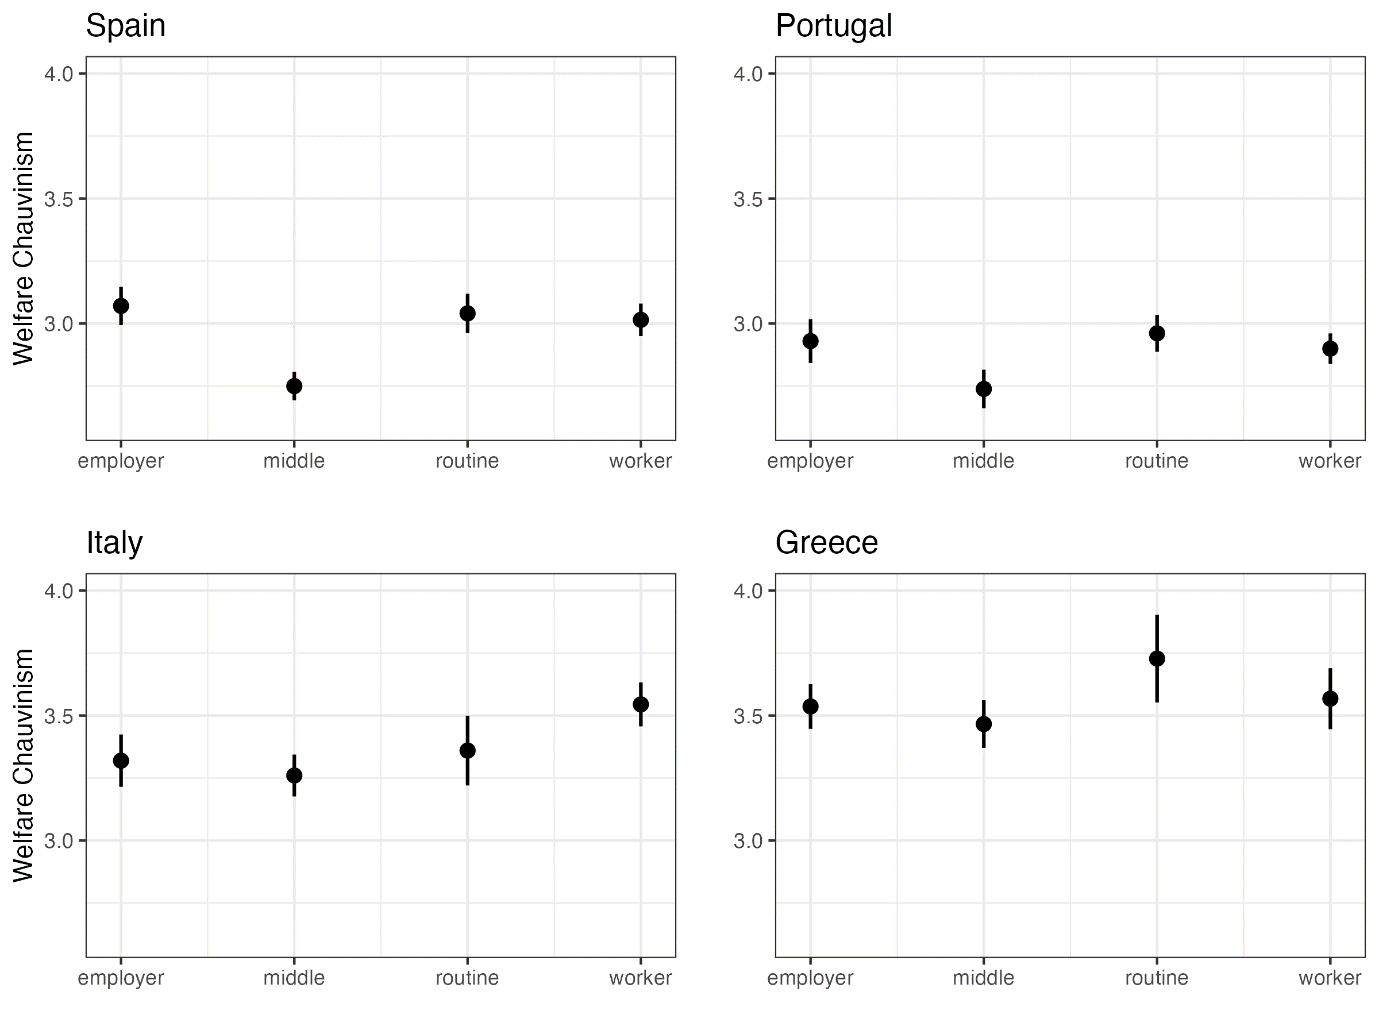 Spain
Welfare Chauvinism
4.0
3.5
3.0
employer middle routine worker
Portugal
4.0
3.5
3.0
employer middle routine worker
Italy
Welfare Chauvinism
4.0
3.5
3.0
employer middle routine worker
Greece
4.0
3.5
3.0
employer middle routine worker